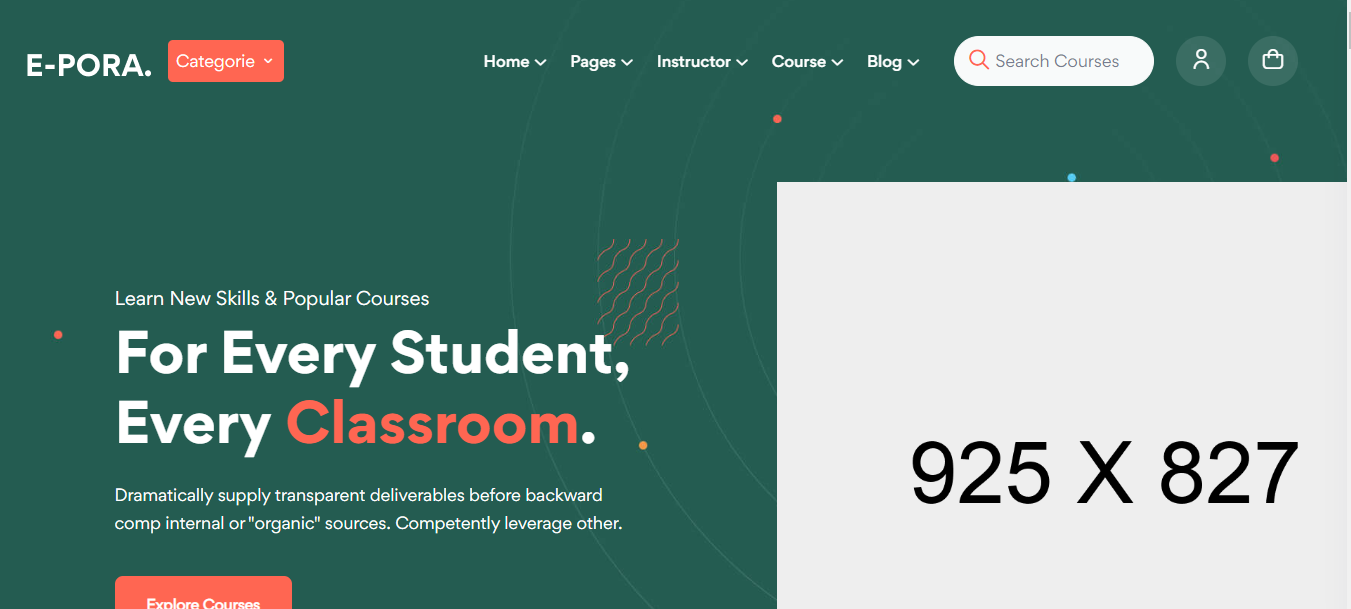 E-PORA.
Categorie
Home
Pages
Instructor
Course
Blog
Search Courses
Learn New Skills & Popular Courses
For Every Student,
Every Classroom.
Dramatically supply transparent deliverables before backward
comp internal or "organic" sources. Competently leverage other.
Explore Courses
925 X 827